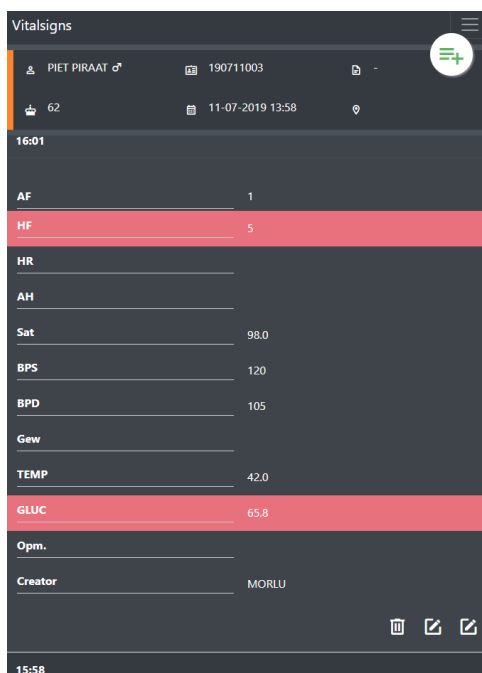 Vitalsigns
PIET PIRAAT ♂ 190711003 -
62 11-07-2019 13:58
16:01
AF 1
HF 5
HR
AH
Sat 98.0
BPS 120
BPD 105
Gew
TEMP 42.0
GLUC 65.8
Opm.
Creator MORLU
15:58